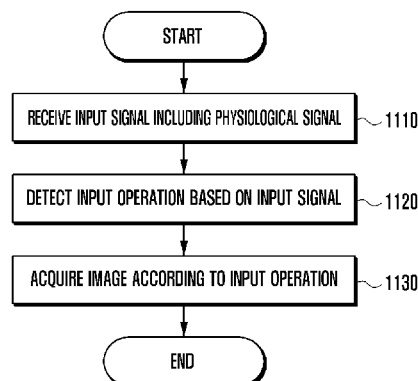 START
RECEIVE INPUT SIGNAL INCLUDING PHYSIOLOGICAL SIGNAL 1110
DETECT INPUT OPERATION BASED ON INPUT SIGNAL 1120
ACQUIRE IMAGE ACCORDING TO INPUT OPERATION 1130
END